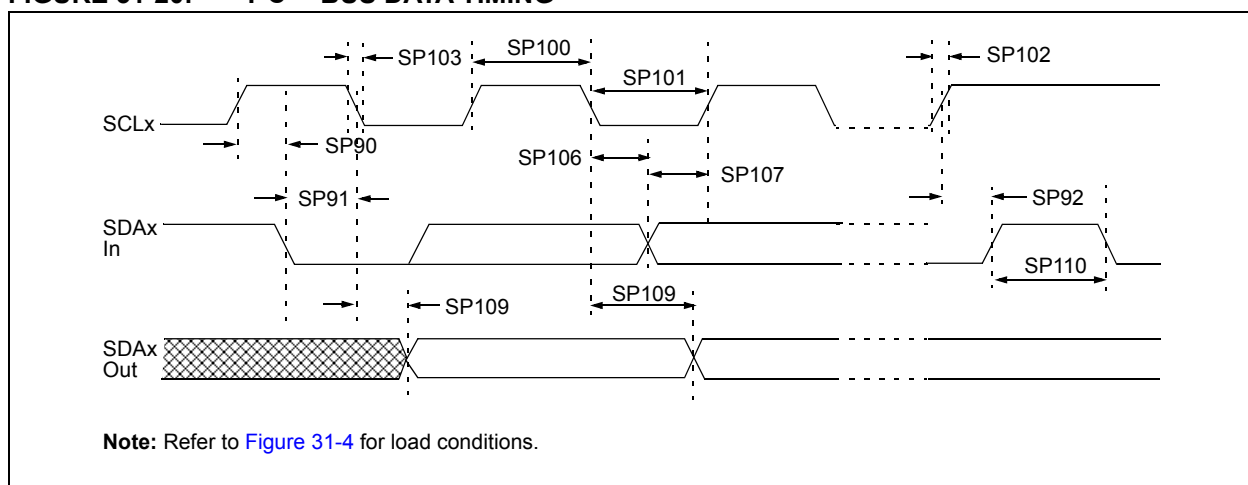 SP103
SP100
SP101
SP102
SCLx
SP90
SP106
SP107
SP91
SP92
SDAx
In
SP110
SP109
SP109
SDAx
Out
Note: Refer to Figure 31-4 for load conditions.